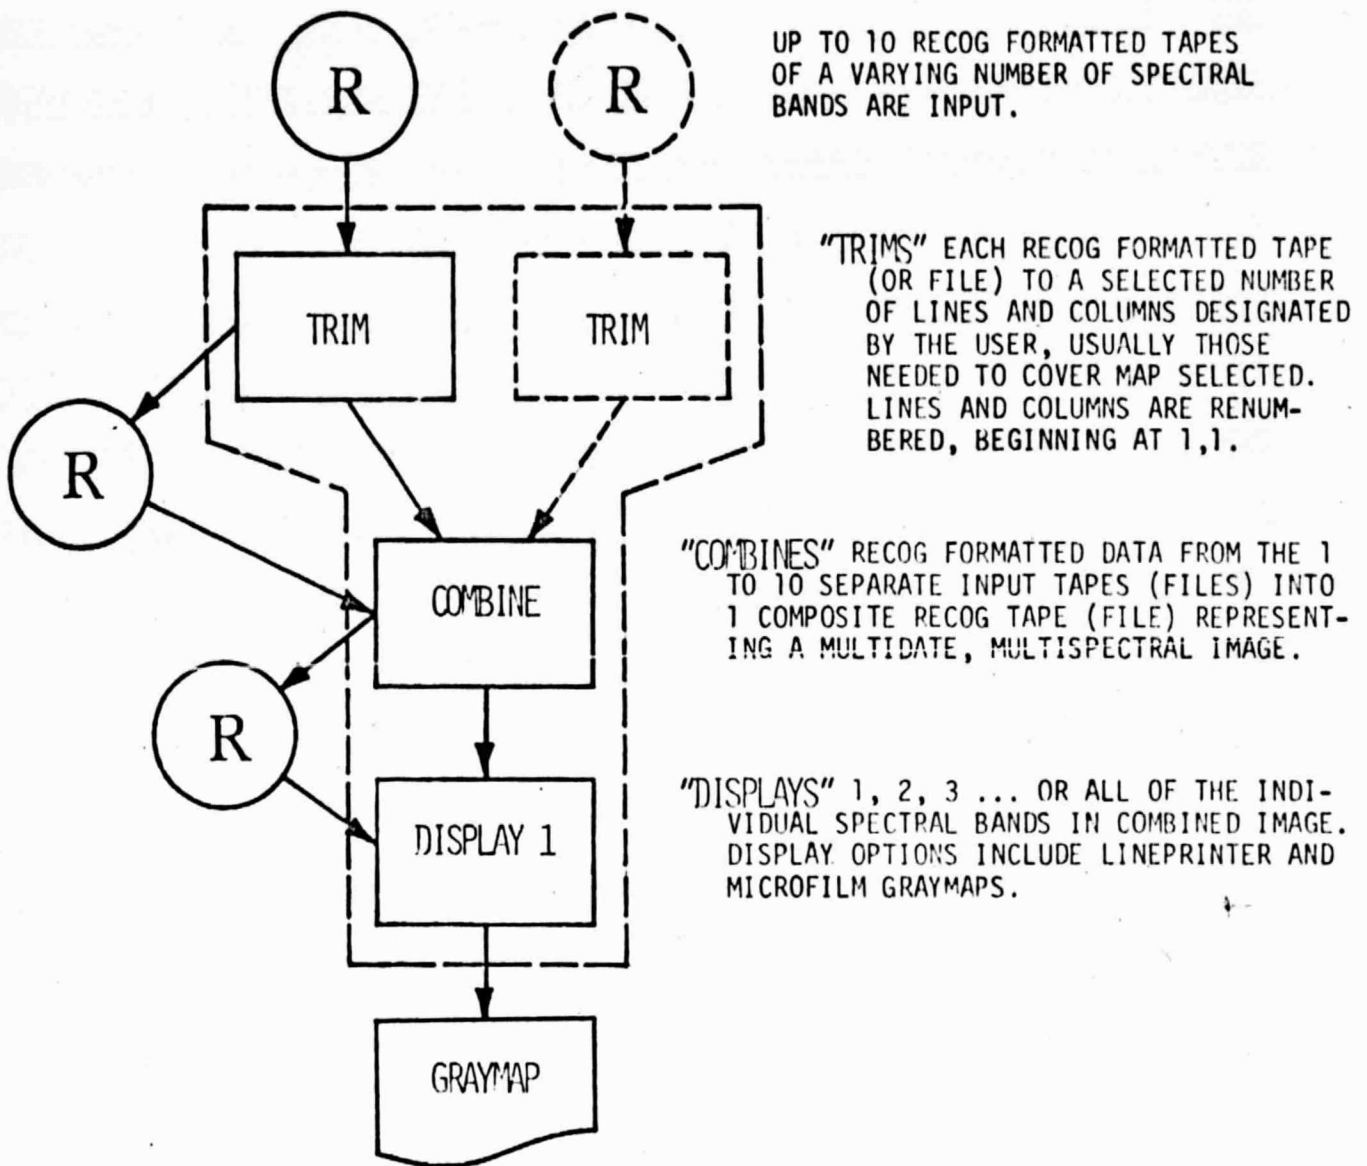 R
R
UP TO 10 RECOG FORMATTED TAPES
OF A VARYING NUMBER OF SPECTRAL
BANDS ARE INPUT.
TRIM
TRIM
"TRIMS" EACH RECOG FORMATTED TAPE
(OR FILE) TO A SELECTED NUMBER
OF LINES AND COLUMNS DESIGNATED
BY THE USER, USUALLY THOSE
NEEDED TO COVER MAP SELECTED.
LINES AND COLUMNS ARE RENUM-
BERED, BEGINNING AT 1,1.
R
COMBINE
"COMBINES" RECOG FORMATTED DATA FROM THE 1
TO 10 SEPARATE INPUT TAPES (FILES) INTO
1 COMPOSITE RECOG TAPE (FILE) REPRESENT-
ING A MULTIDATE, MULTISPECTRAL IMAGE.
R
DISPLAY 1
"DISPLAYS" 1, 2, 3 ... OR ALL OF THE INDI-
VIDUAL SPECTRAL BANDS IN COMBINED IMAGE.
DISPLAY OPTIONS INCLUDE LINEPRINTER AND
MICROFILM GRAYMAPS.
GRAYMAP